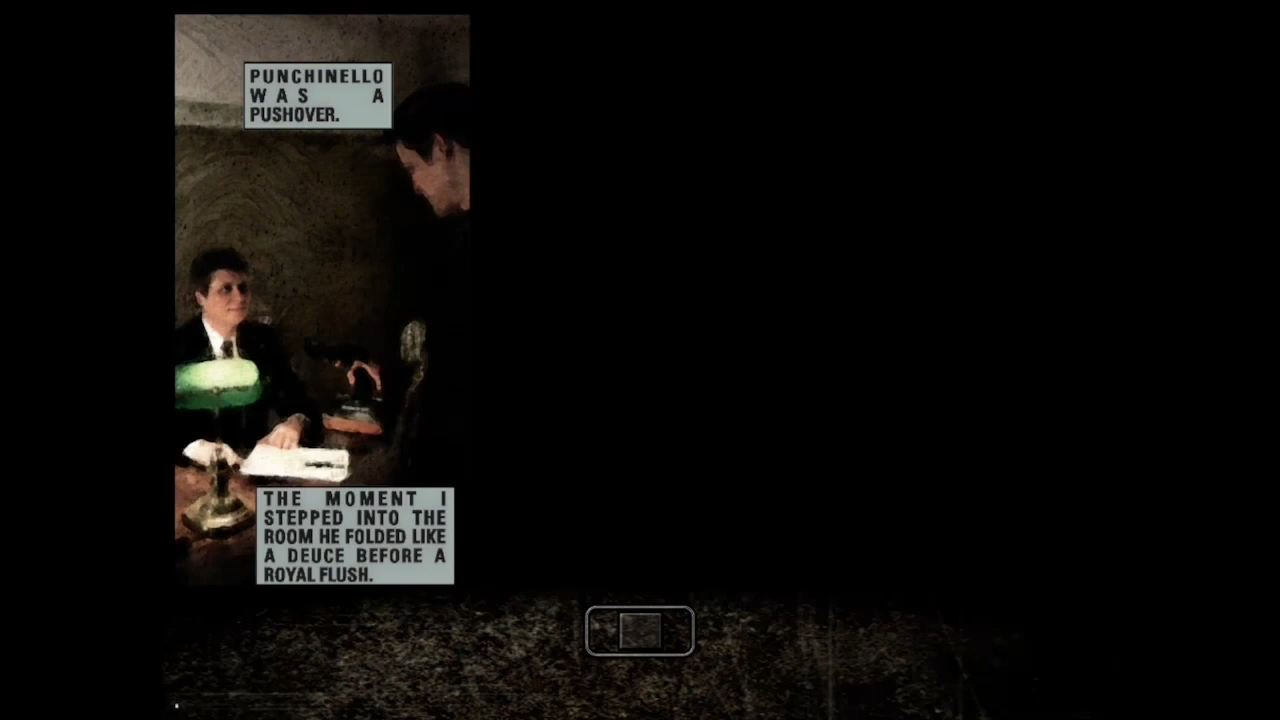 PUNCHINELLO
WAS A
PUSHOVER.
THE MOMENT I
STEPPED INTO THE
ROOM HE FOLDED LIKE
A DEUCE BEFORE A
ROYAL FLUSH.